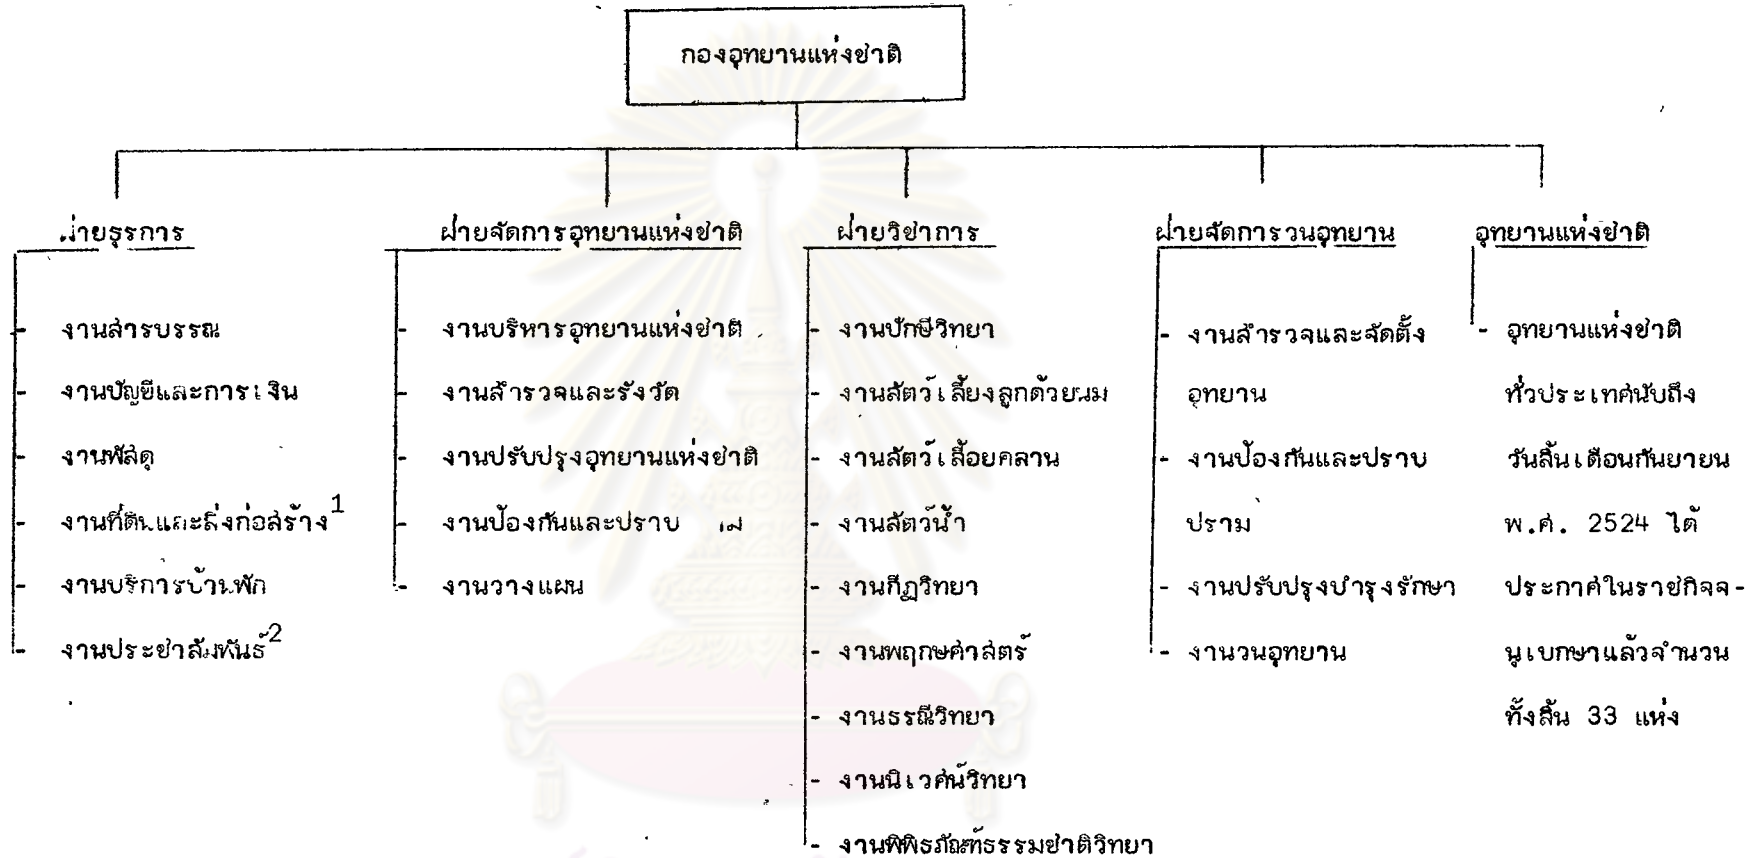 กองอุทยานแห่งชาติ
ฝ่ายธุรการ
- งานสารบรรณ
- งานบัญชีและการเงิน
- งานพัสดุ
- งานที่ดินและสิ่งก่อสร้าง1
- งานบริการบ้านพัก
- งานประชาสัมพันธ์2
ฝ่ายจัดการอุทยานแห่งชาติ
- งานบริหารอุทยานแห่งชาติ
- งานสำรวจและรังวัด
- งานปรับปรุงอุทยานแห่งชาติ
- งานป้องกันและปราบ
- งานวางแผน
ฝ่ายวิชาการ
- งานปักษีวิทยา
- งานสัตว์เลี้ยงลูกด้วยนม
- งานสัตว์เลื้อยคลาน
- งานสัตว์น้ำ
- งานกีฏวิทยา
- งานพฤกษศาสตร์
- งานธรณีวิทยา
- งานนิเวศน์วิทยา
- งานพิพิธภัณฑ์ธรรมชาติวิทยา
ฝ่ายจัดการวนอุทยาน
- งานสำรวจและจัดตั้ง
อุทยาน
- งานป้องกันและปราบ
ปราม
- งานปรับปรุงบำรุงรักษา
- งานวนอุทยาน
อุทยานแห่งชาติ
- อุทยานแห่งชาติ
ทั่วประเทศนับถึง
วันสิ้นเดือนกันยายน
พ.ศ. 2524 ได้
ประกาศในราชกิจจ-
นุเบกษาแล้วจำนวน
ทั้งสิ้น 33 แห่ง